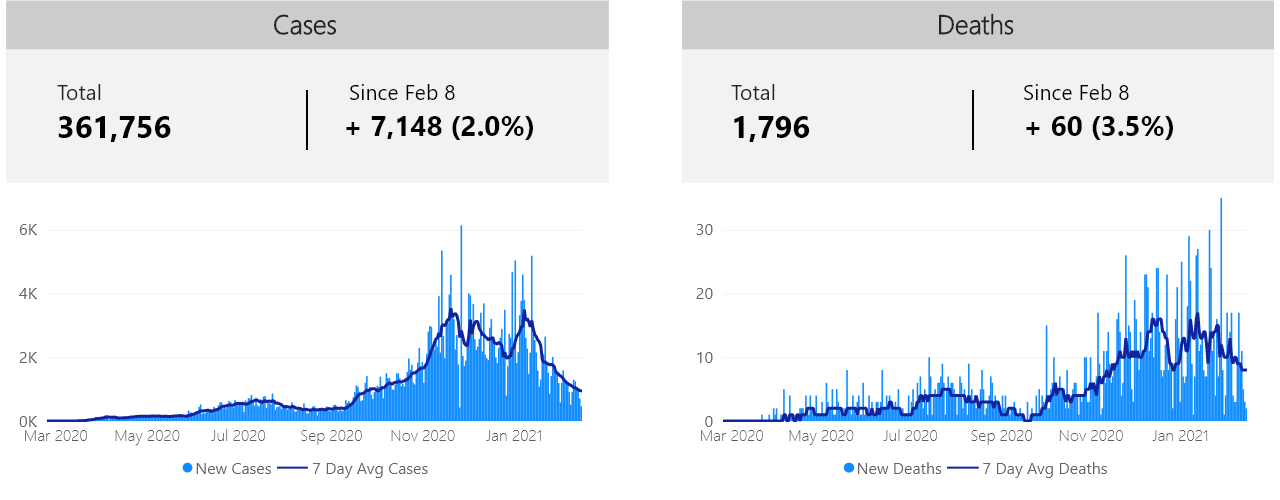 Cases
Total
Since Feb 8
361,756
+ 7,148 (2.0%)
6K
4K
2K
0K
Mar 2020 May 2020 Jul 2020 Sep 2020 Nov 2020 Jan 2021
New Cases 7 Day Avg Cases
Deaths
Total
Since Feb 8
1,796
+ 60 (3.5%)
30
20
10
0
Mar 2020 May 2020 Jul 2020 Sep 2020 Nov 2020 Jan 2021
New Deaths 7 Day Avg Deaths